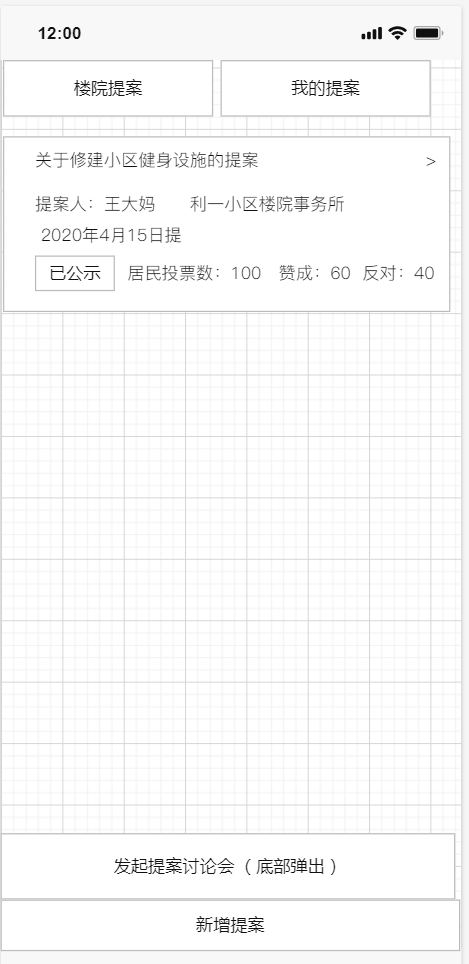 12:00
楼院提案 我的提案
关于修建小区健身设施的提案 >
提案人：王大妈 利一小区楼院事务所
2020年4月15日提
已公示 居民投票数：100 赞成：60 反对：40
发起提案讨论会（底部弹出）
新增提案